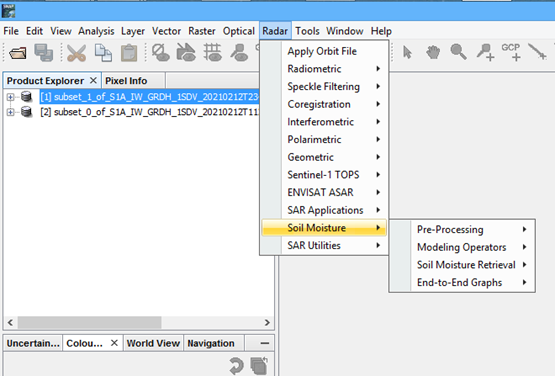 File Edit View Analysis Layer Vector Raster Optical Radar Tools Window Help
GCP
Product Explorer Pixel Info
[1] subset_1_of_S1A_IW_GRDH_1SDV_20210212T23
[2] subset_0_of_S1A_IW_GRDH_1SDV_20210212T11
Apply Orbit File
Radiometric
Speckle Filtering
Coregistration
Interferometric
Polarimetric
Geometric
Sentinel-1 TOPS
ENVISAT ASAR
SAR Applications
Soil Moisture
SAR Utilities
Pre-Processing
Modeling Operators
Soil Moisture Retrieval
End-to-End Graphs
Uncertain... Colou... World View Navigation